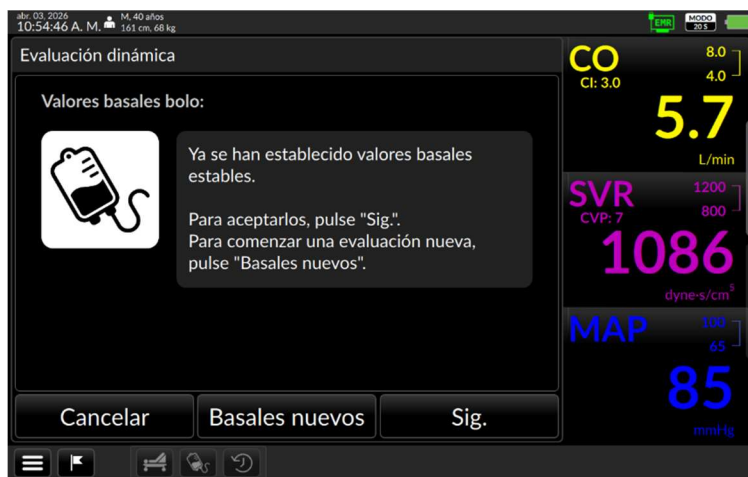 abr. 03, 2026
10:54:46 A. M.
M, 40 años
161 cm, 68 kg
EMR
MODO
20 S
Evaluación dinámica
Valores basales bolo:
Ya se han establecido valores basales
estables.
Para aceptarlos, pulse "Sig.".
Para comenzar una evaluación nueva,
pulse "Basales nuevos".
Cancelar
Basales nuevos
Sig.
CO
CI: 3.0
8.0
4.0
5.7
L/min
SVR
CVP: 7
1200
800
1086
dyne·s/cm⁵
MAP
100
65
85
mmHg